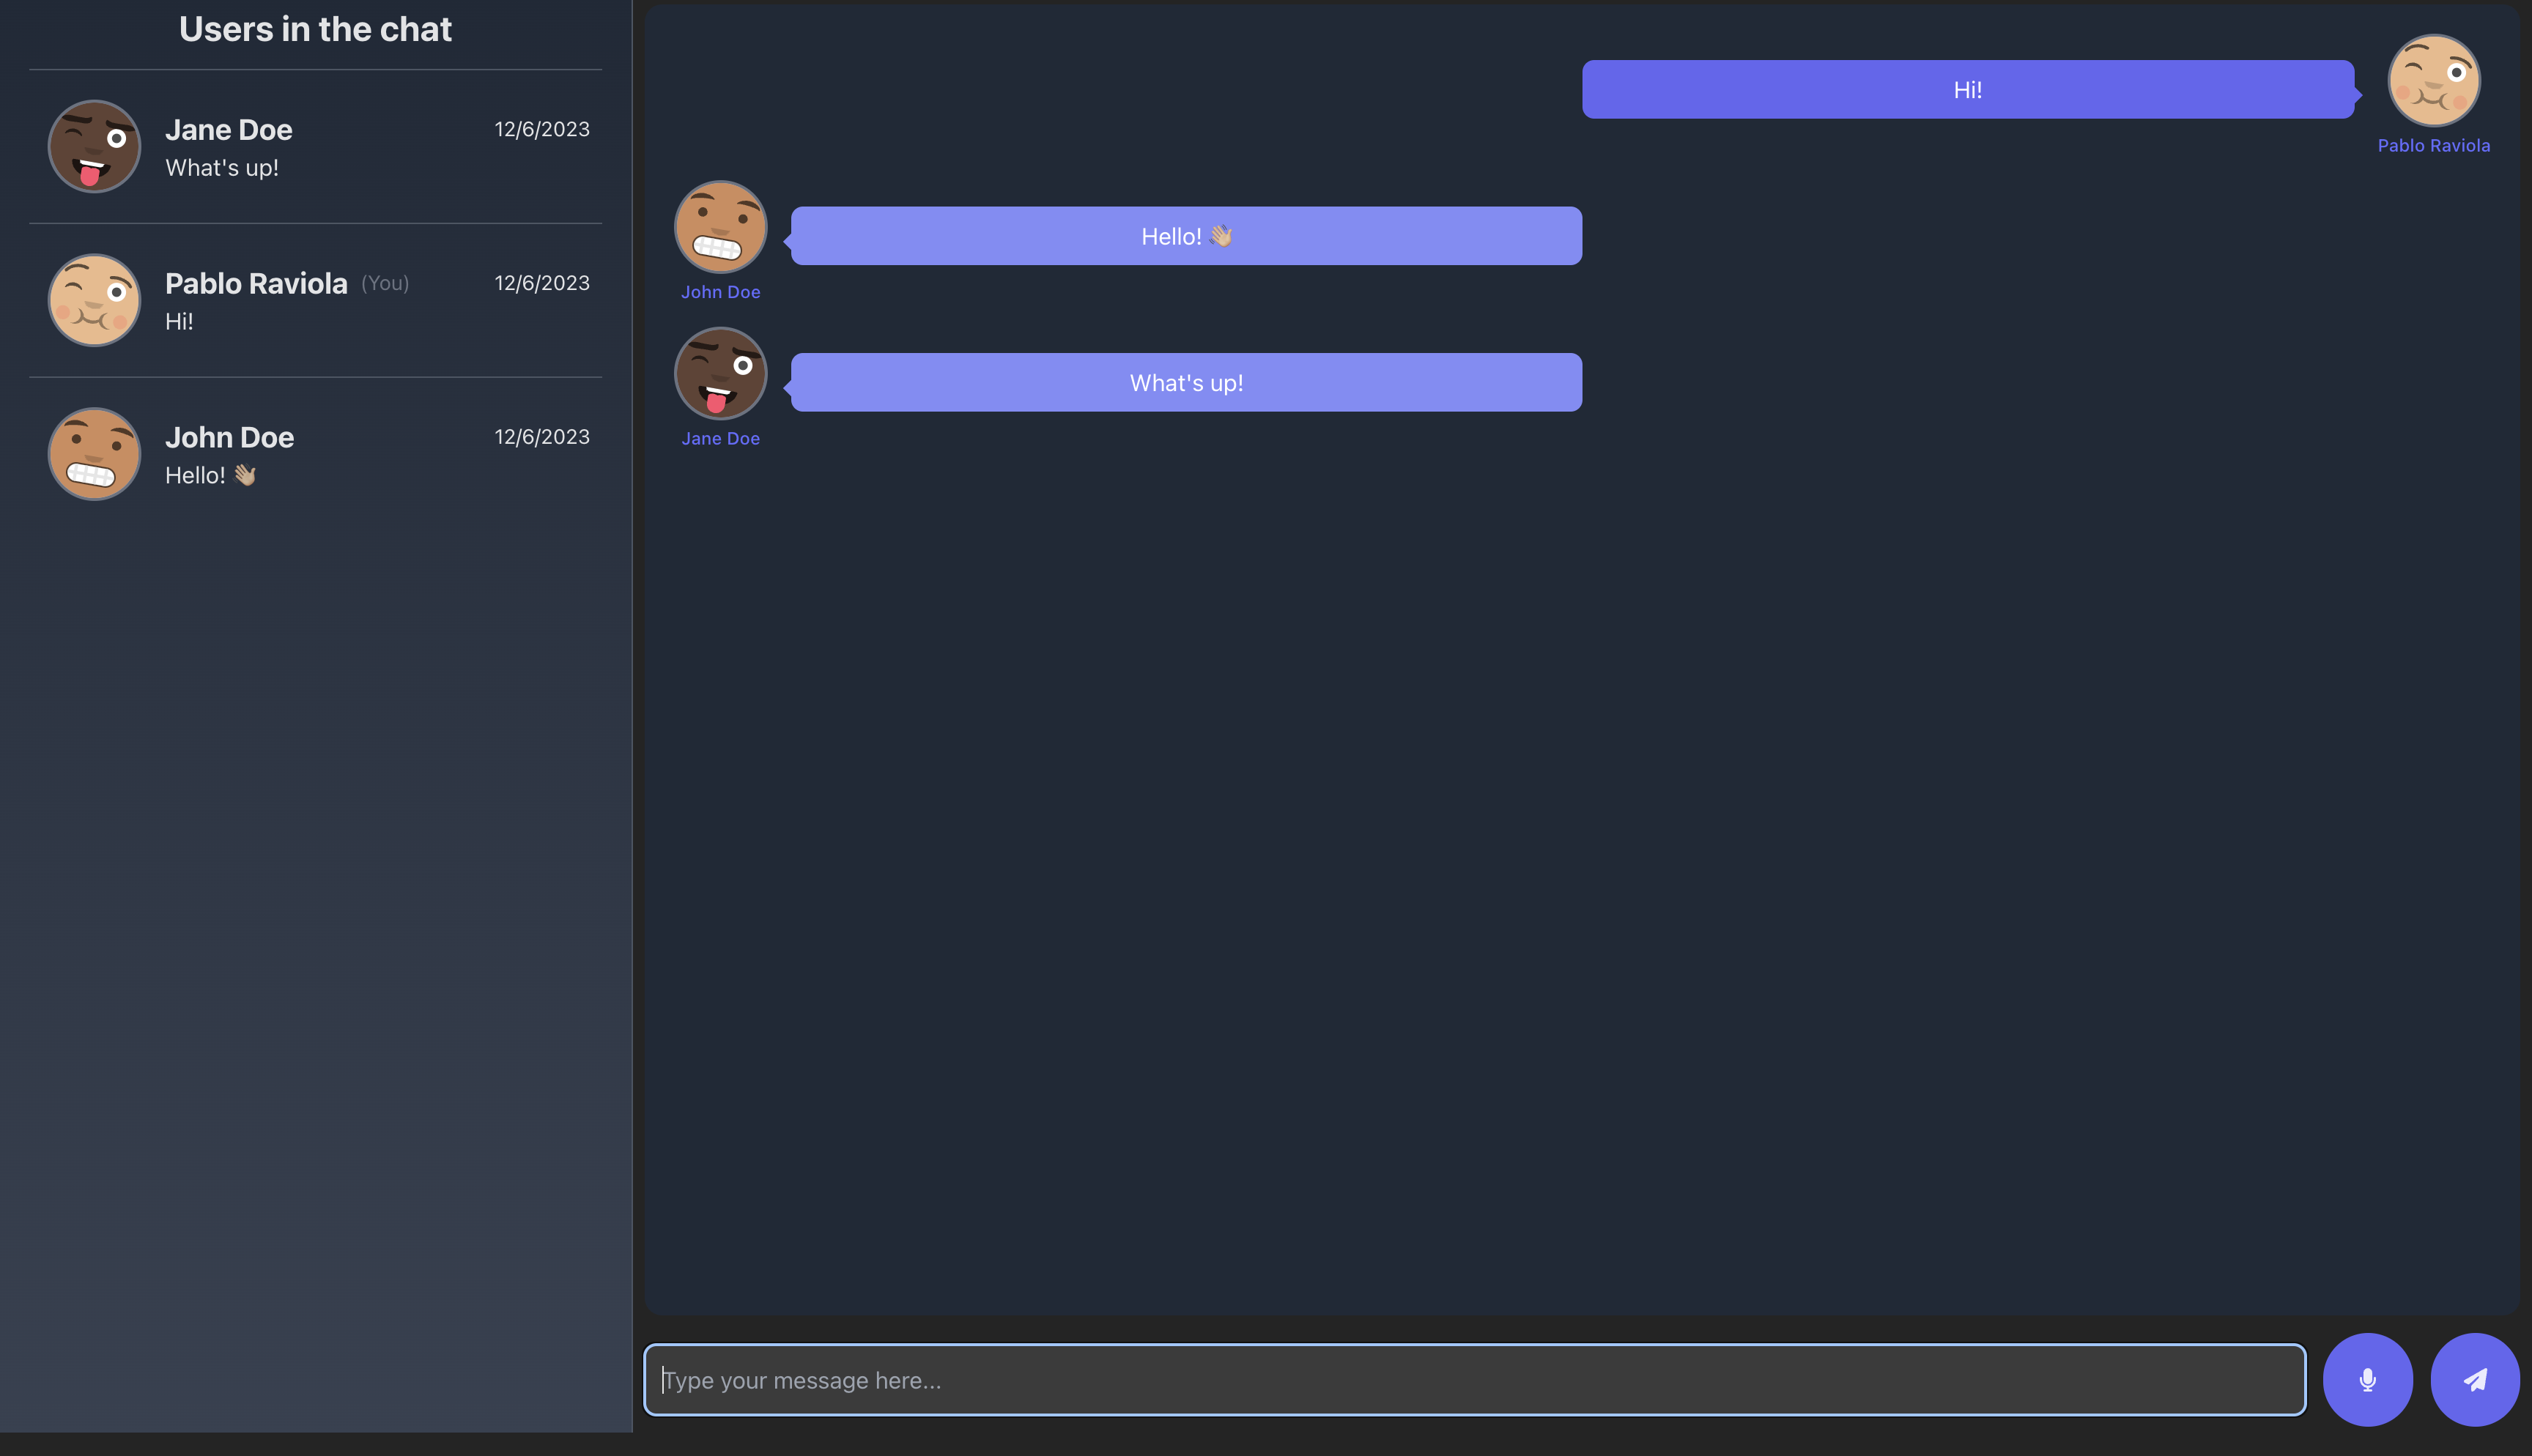 Users in the chat
Jane Doe 12/6/2023
What's up!
Pablo Raviola (You) 12/6/2023
Hi!
John Doe 12/6/2023
Hello! 👋🏼
Hi!
Pablo Raviola
Hello! 👋🏼
John Doe
What's up!
Jane Doe
Type your message here...